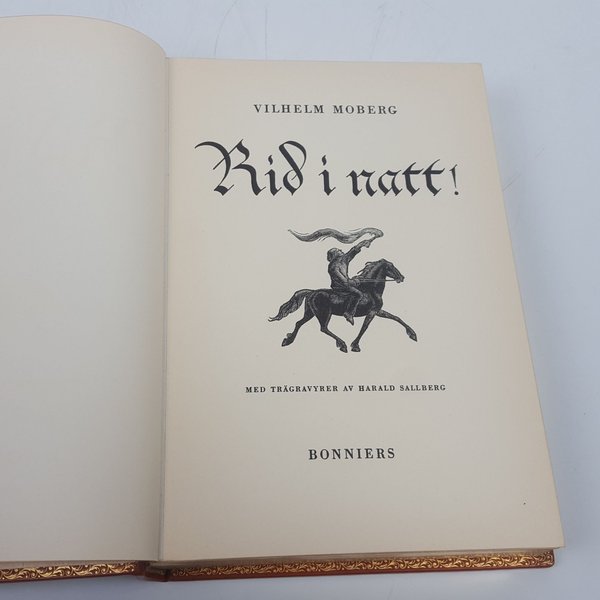 VILHELM MOBERG
Rid i natt!
MED TRÄGRAVYRER AV HARALD SALLBERG
BONNIERS